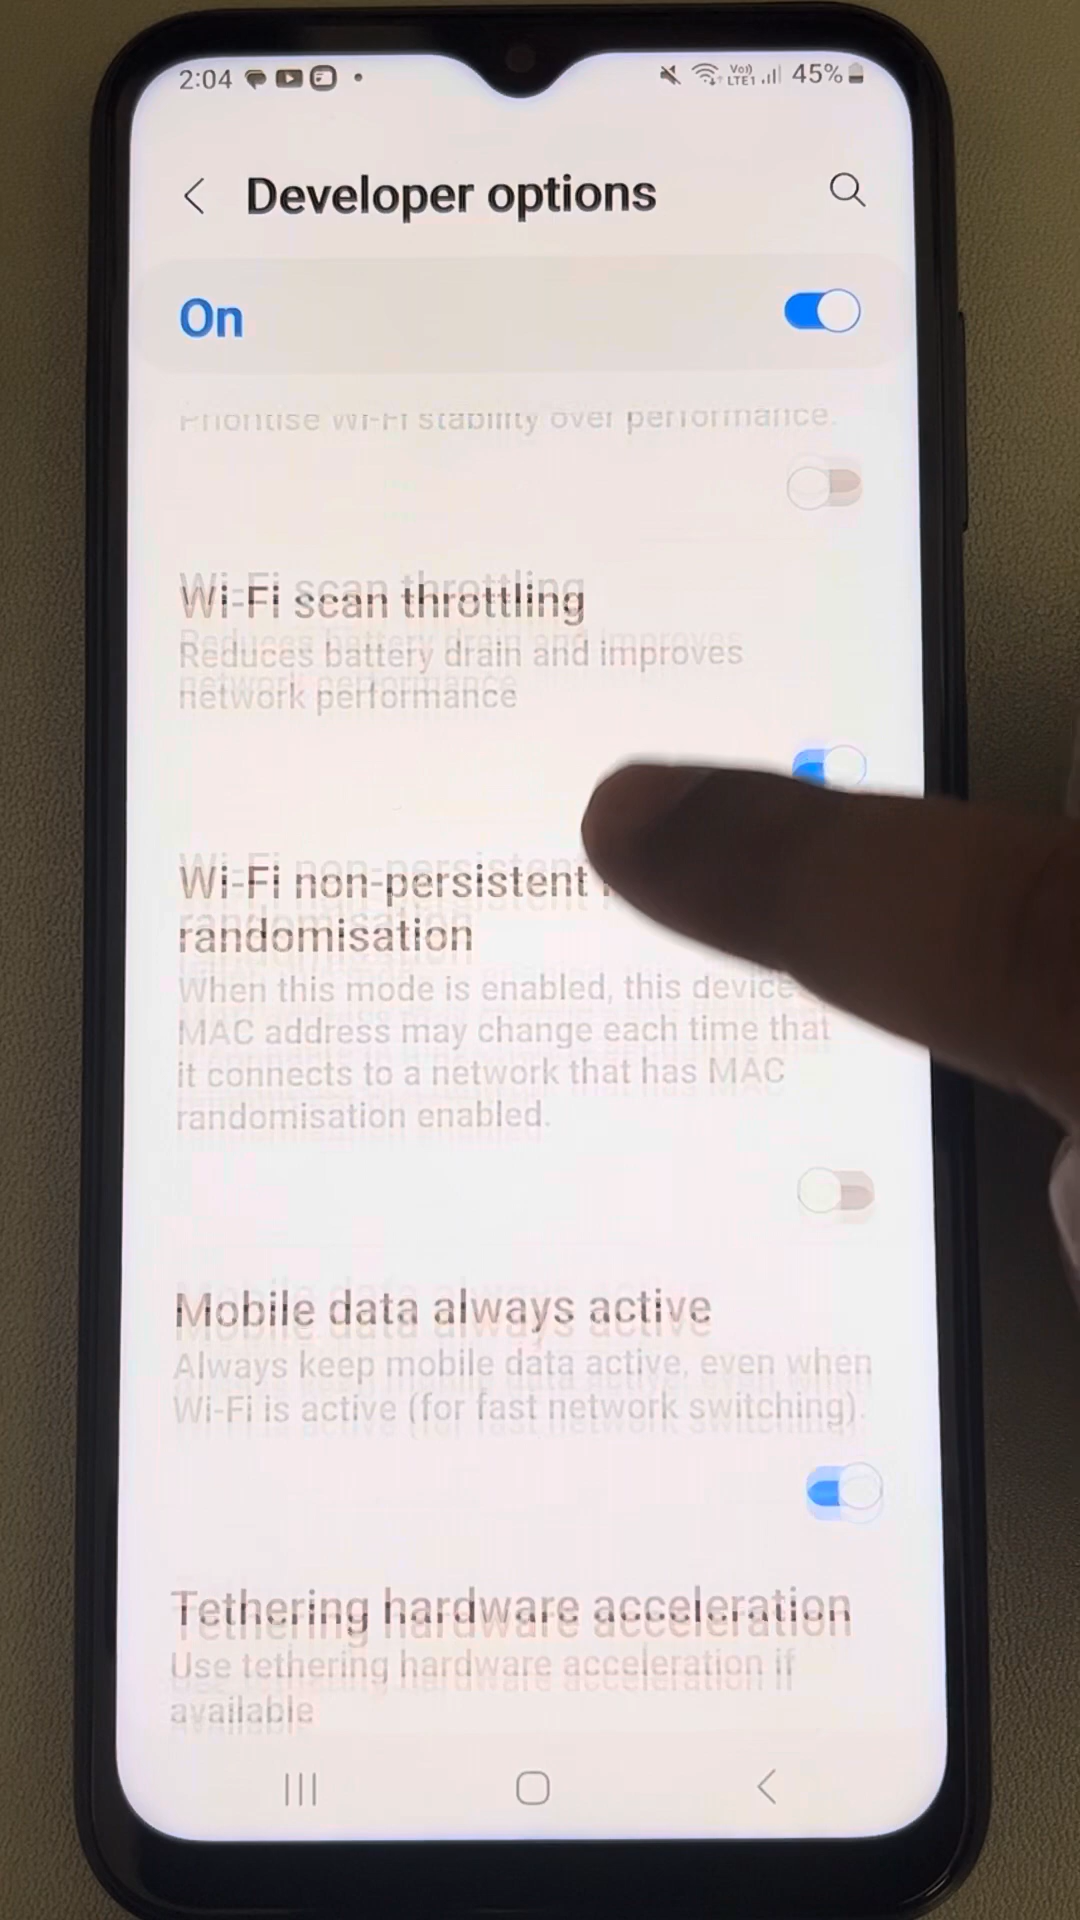 2:04
Vo))
LTE1
45%
Developer options
On
Prioritise Wi-Fi stability over performance.
Wi-Fi scan throttling
Reduces battery drain and improves
network performance
Wi-Fi non-persistent
randomisation
When this mode is enabled, this device
MAC address may change each time that
it connects to a network that has MAC
randomisation enabled.
Mobile data always active
Always keep mobile data active, even when
Wi-Fi is active (for fast network switching).
Tethering hardware acceleration
Use tethering hardware acceleration if
available